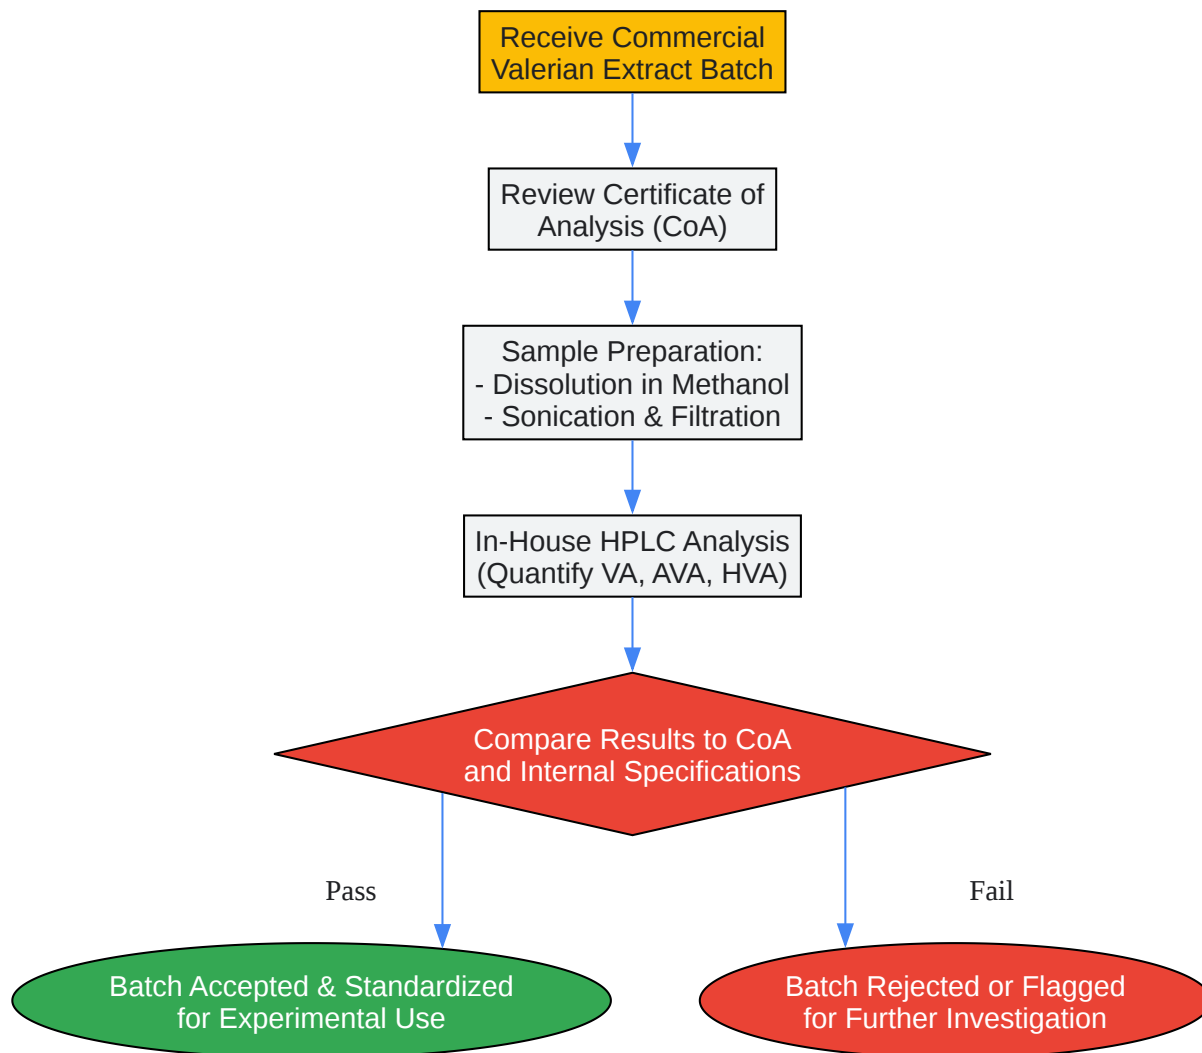 Receive Commercial
Valerian Extract Batch
Review Certificate of
Analysis (CoA)
Sample Preparation:
- Dissolution in Methanol
- Sonication & Filtration
In-House HPLC Analysis
(Quantify VA, AVA, HVA)
Compare Results to CoA
and Internal Specifications
Pass
Fail
Batch Accepted & Standardized
for Experimental Use
Batch Rejected or Flagged
for Further Investigation